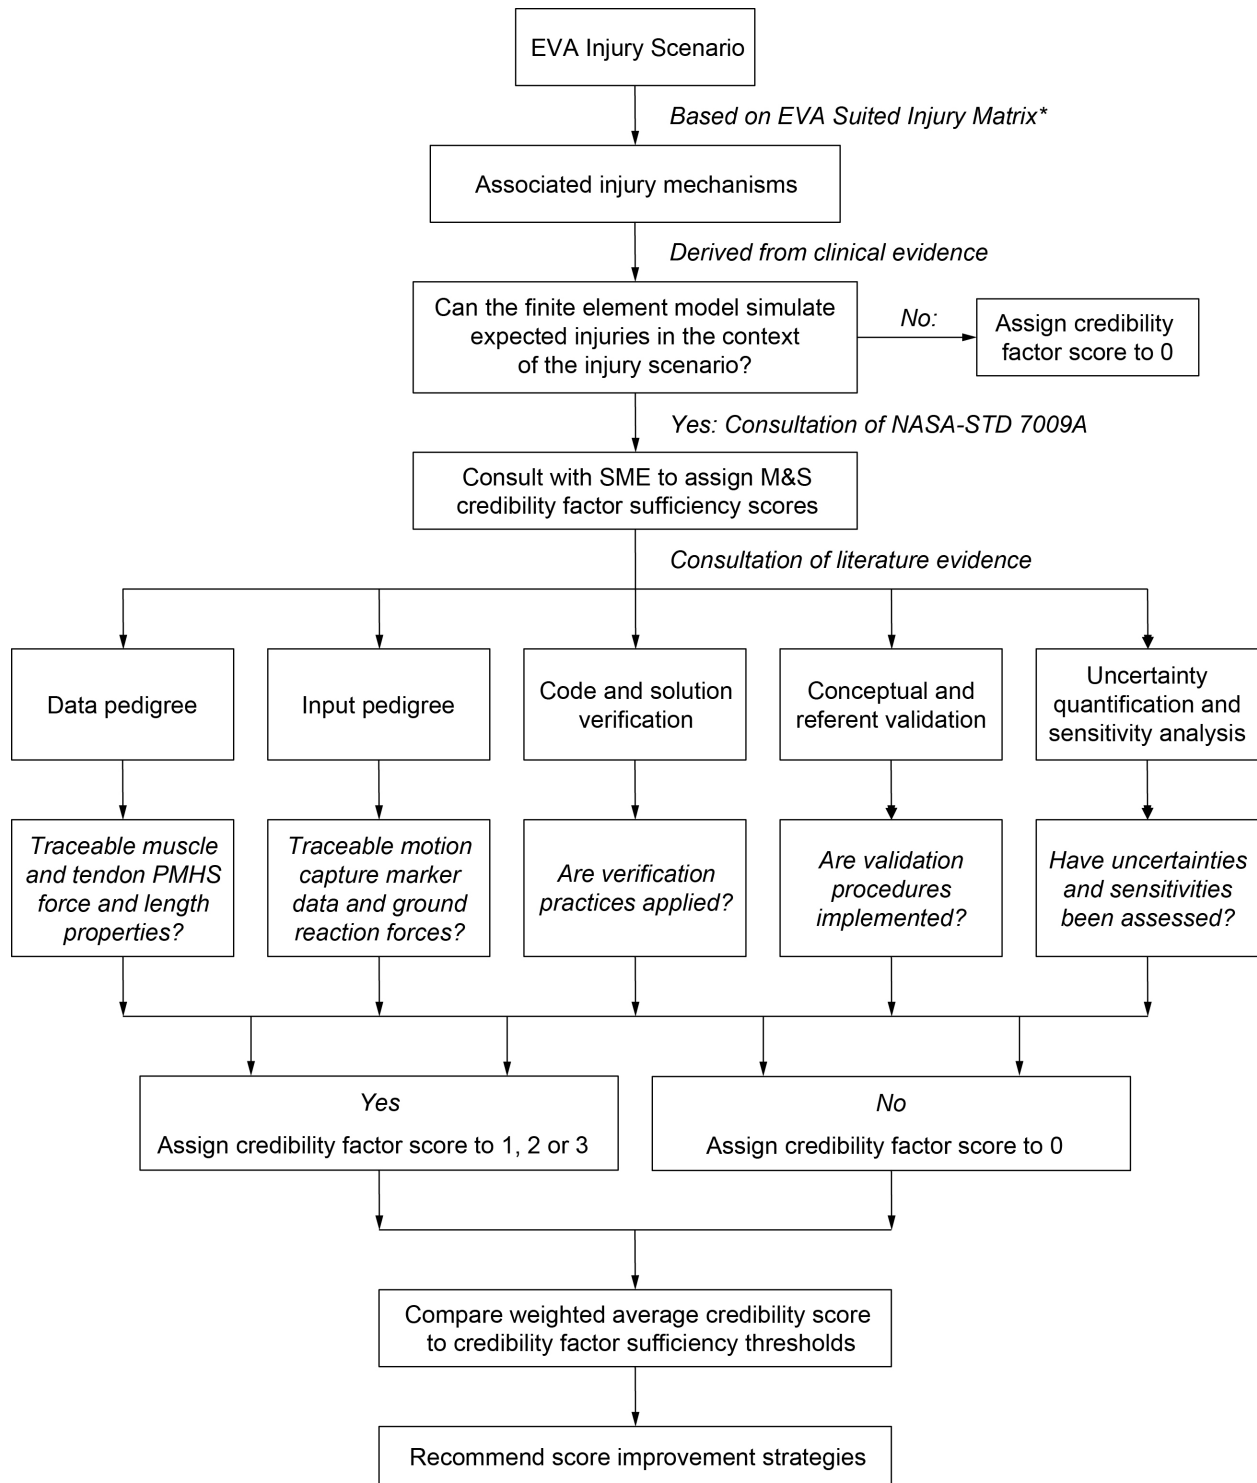 EVA Injury Scenario
Based on EVA Suited Injury Matrix*
Associated injury mechanisms
Derived from clinical evidence
Can the finite element model simulate
expected injuries in the context
of the injury scenario?
No:
Assign credibility
factor score to 0
Yes: Consultation of NASA-STD 7009A
Consult with SME to assign M&S
credibility factor sufficiency scores
Consultation of literature evidence
Data pedigree
Input pedigree
Code and solution
verification
Conceptual and
referent validation
Uncertainty
quantification and
sensitivity analysis
Traceable muscle
and tendon PMHS
force and length
properties?
Traceable motion
capture marker
data and ground
reaction forces?
Are verification
practices applied?
Are validation
procedures
implemented?
Have uncertainties
and sensitivities
been assessed?
Yes
Assign credibility factor score to 1, 2 or 3
No
Assign credibility factor score to 0
Compare weighted average credibility score
to credibility factor sufficiency thresholds
Recommend score improvement strategies